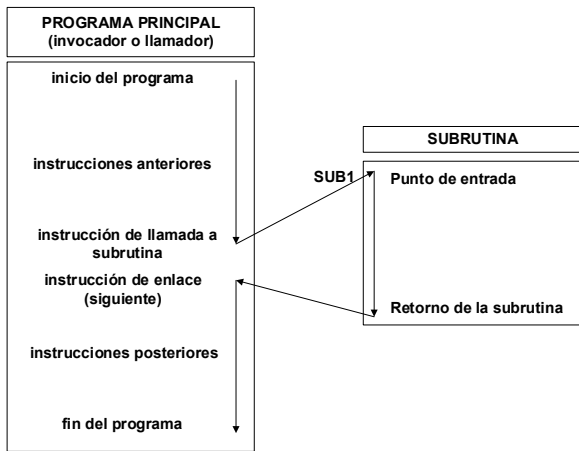 PROGRAMA PRINCIPAL
(invocador o llamador)
inicio del programa
instrucciones anteriores
instrucción de llamada a
subrutina
instrucción de enlace
(siguiente)
instrucciones posteriores
fin del programa
SUBRUTINA
SUB1
Punto de entrada
Retorno de la subrutina